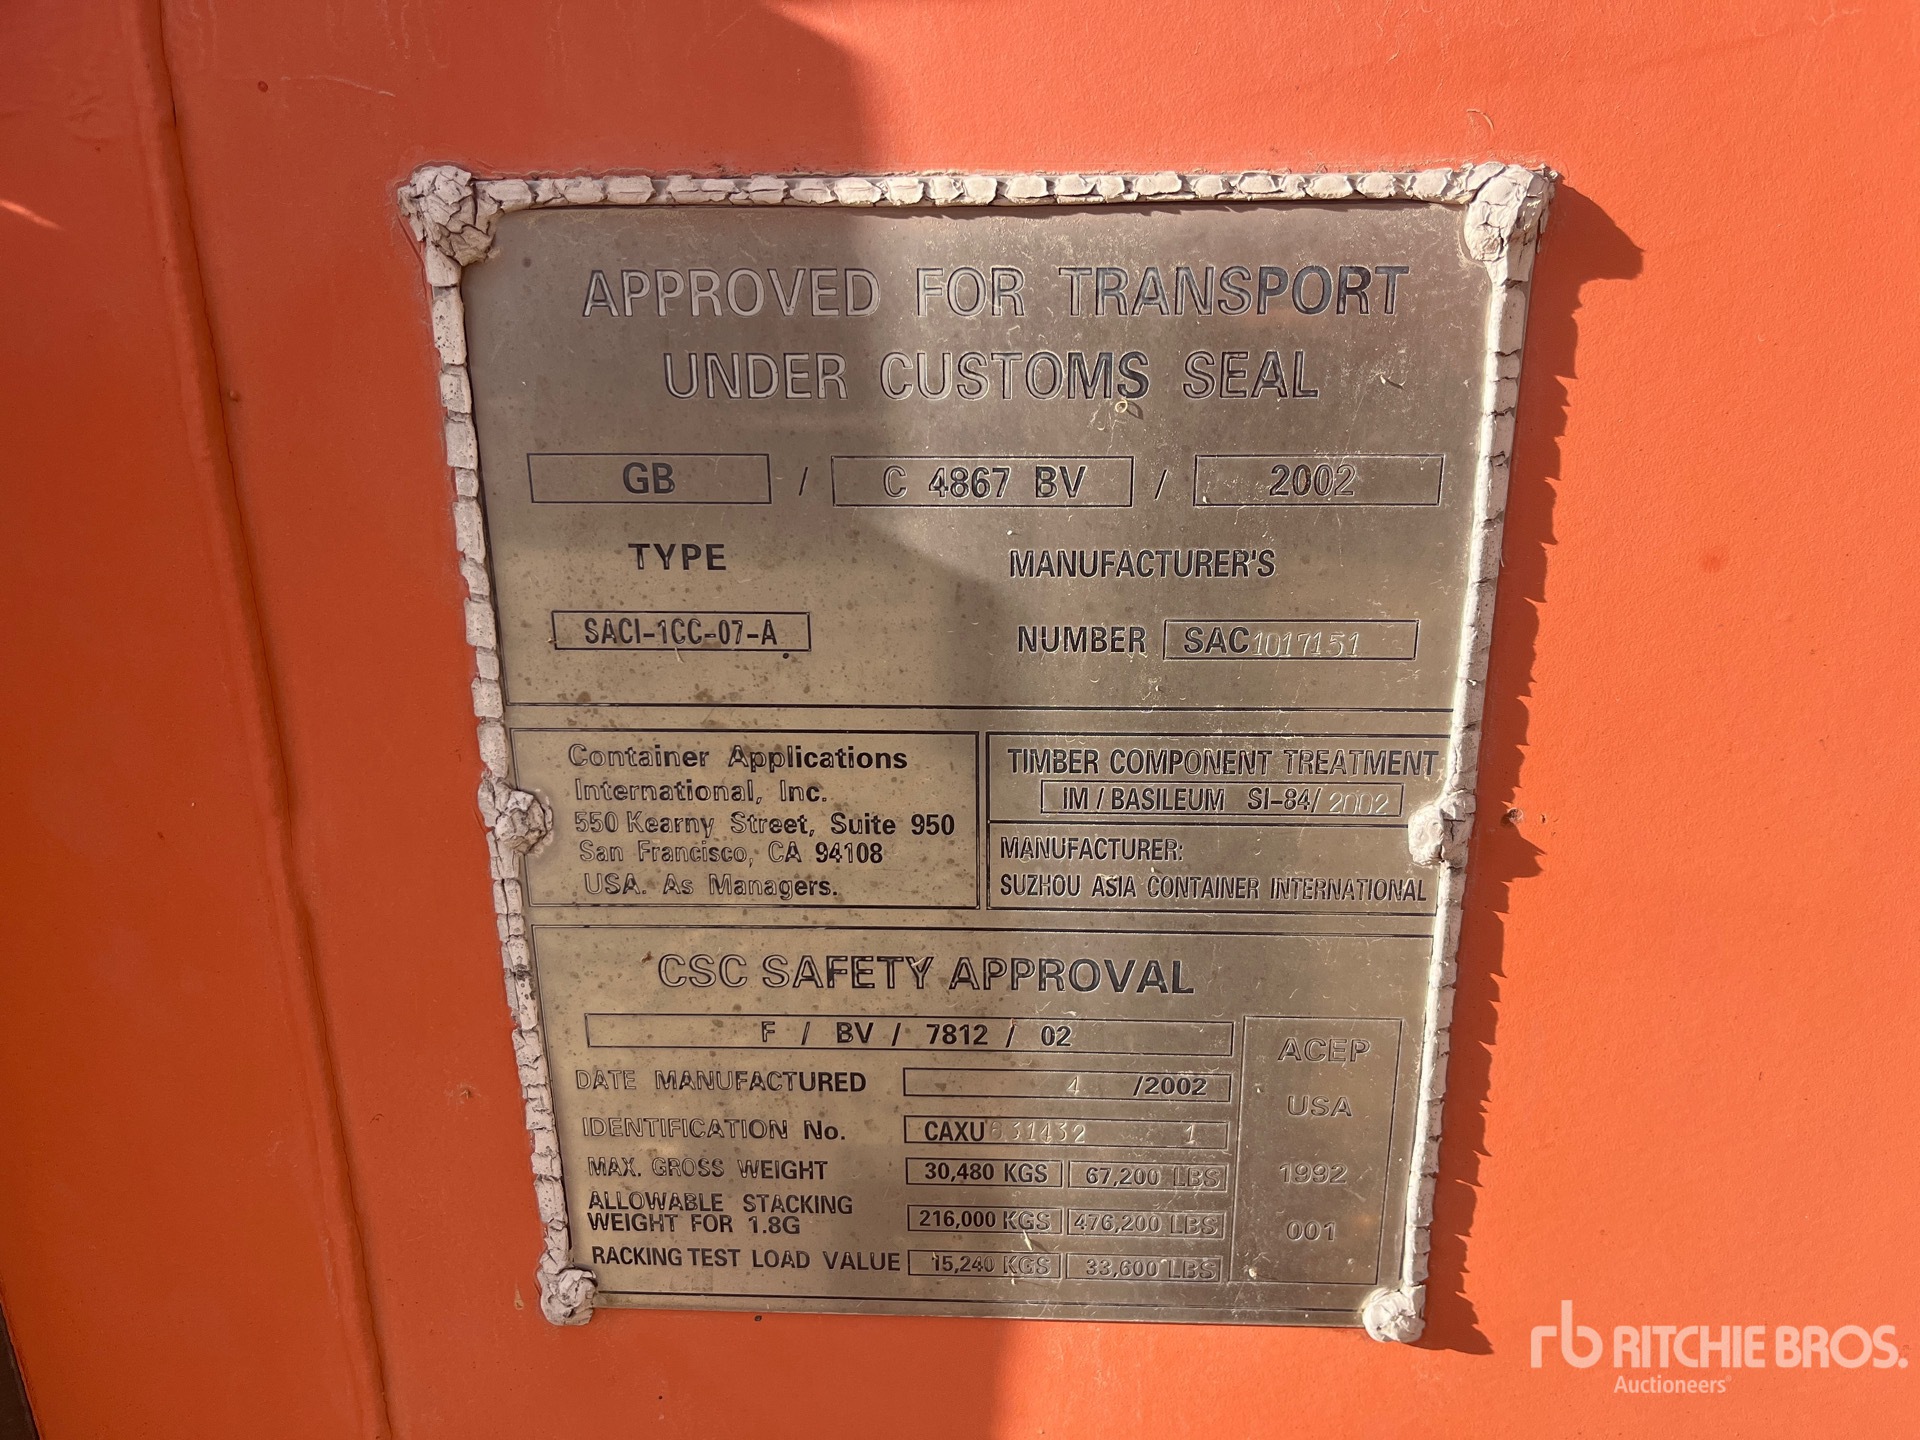 APPROVED FOR TRANSPORT
UNDER CUSTOMS SEAL
GB / C 4867 BV / 2002
TYPE
SACI-1CC-07-A
MANUFACTURER'S
NUMBER SAC1017151
Container Applications
International, Inc.
550 Kearny Street, Suite 950
San Francisco, CA 94108
USA. As Managers.
TIMBER COMPONENT TREATMENT
IM / BASILEUM SI-84/2002
MANUFACTURER:
SUZHOU ASIA CONTAINER INTERNATIONAL
CSC SAFETY APPROVAL
F / BV / 7812 / 02
DATE MANUFACTURED 4 /2002
IDENTIFICATION No. 1
MAX. GROSS WEIGHT 30,480 KGS 67,200 LBS
ALLOWABLE STACKING
WEIGHT FOR 1.8G 216,000 KGS 476,200 LBS
RACKING TEST LOAD VALUE 15,240 KGS 33,600 LBS
ACEP
USA
1992
001
rb RITCHIE BROS.
Auctioneers